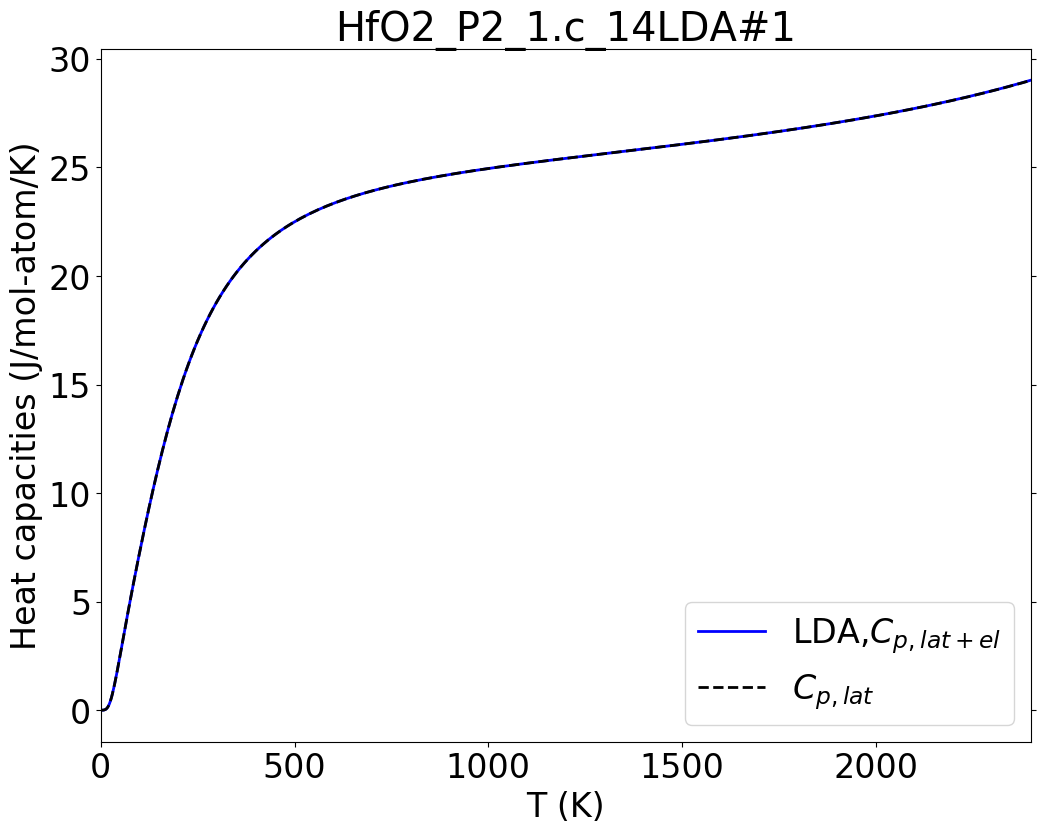 HfO2_P2_1.c_14LDA#1
Heat capacities (J/mol-atom/K)
30
25
20
15
10
5
0
LDA,C_{p, lat+el}
C_{p, lat}
0 500 1000 1500 2000
T (K)